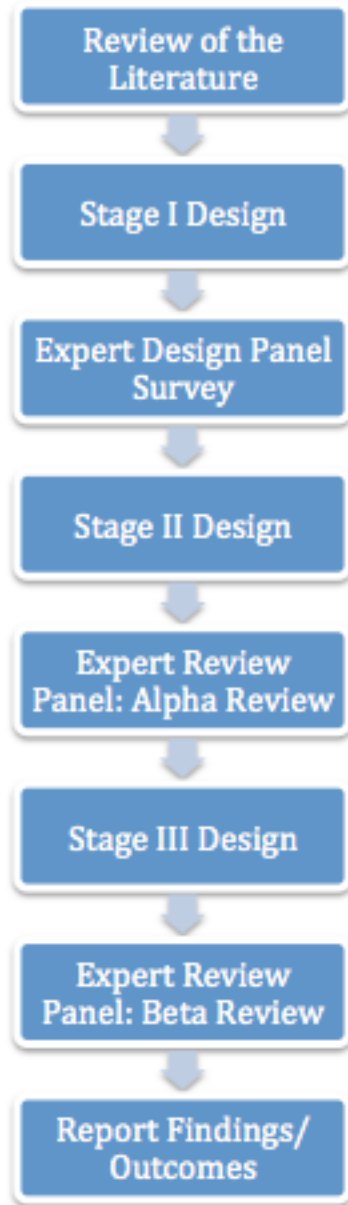 Review of the
Literature
Stage I Design
Expert Design Panel
Survey
Stage II Design
Expert Review
Panel: Alpha Review
Stage III Design
Expert Review
Panel: Beta Review
Report Findings/
Outcomes